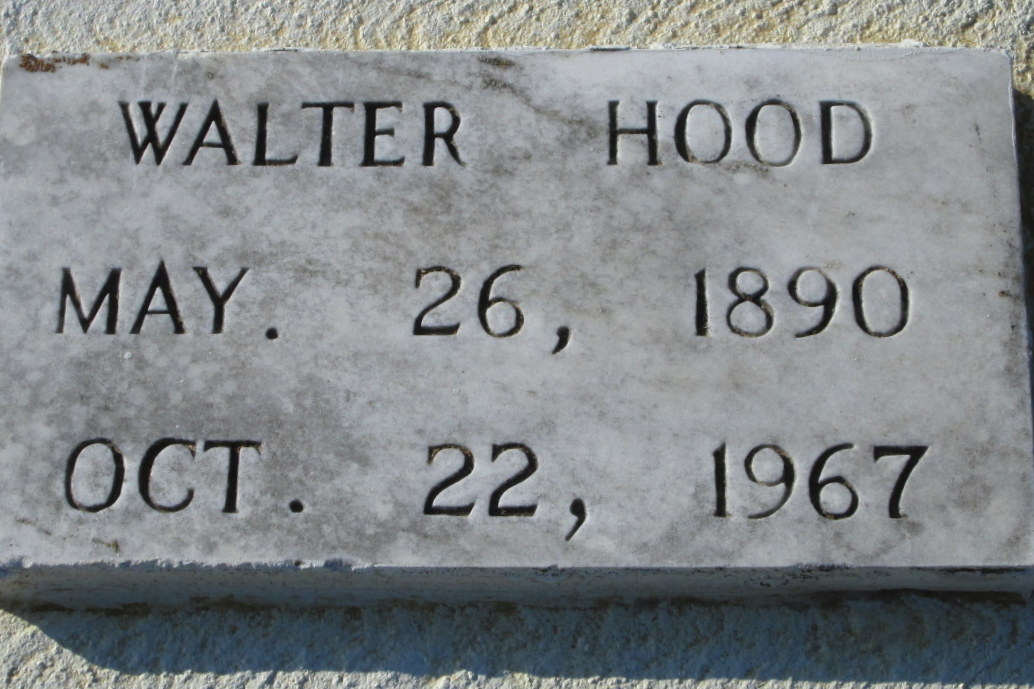 WALTER HOOD
MAY. 26, 1890
OCT. 22, 1967